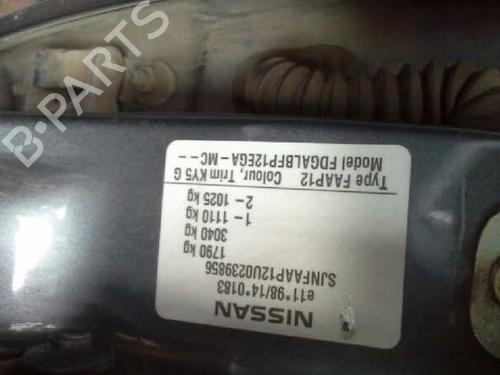 B-PARTS
NISSAN
e11*98/14*0183
SJNFAAP12U0239856
1790 kg
3040 kg
1– 1110 kg
2– 1025 kg
Type FAAP12 Colour, Trim KY5 G
Model FDGALBFP12EGA–MC––